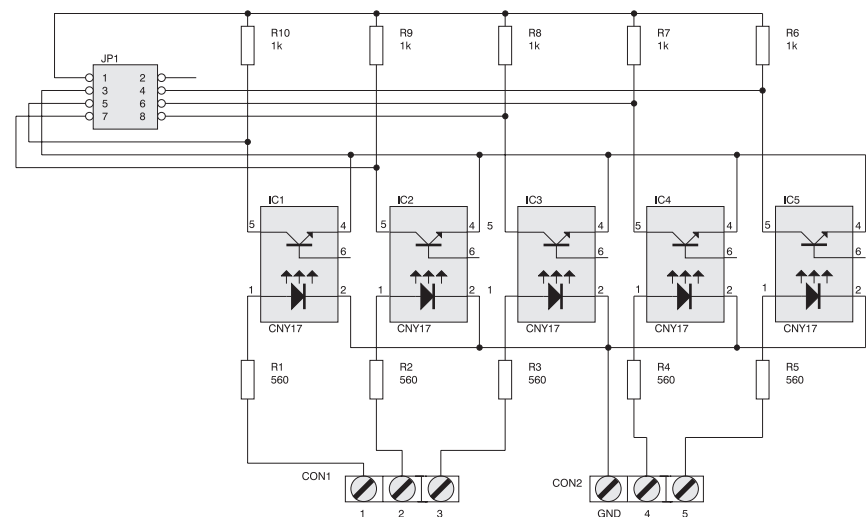 R10
1k
R9
1k
R8
1k
R7
1k
R6
1k
JP1
1 2
3 4
5 6
7 8
IC1
5 4
6
1 2
CNY17
IC2
5 4
6
1 2
CNY17
IC3
5 5 4
6
1 1 2
CNY17
IC4
5 4
6
1 2
CNY17
IC5
5 4
6
1 2
CNY17
R1
560
R2
560
R3
560
R4
560
R5
560
CON1
1 2 3
CON2
GND 4 5